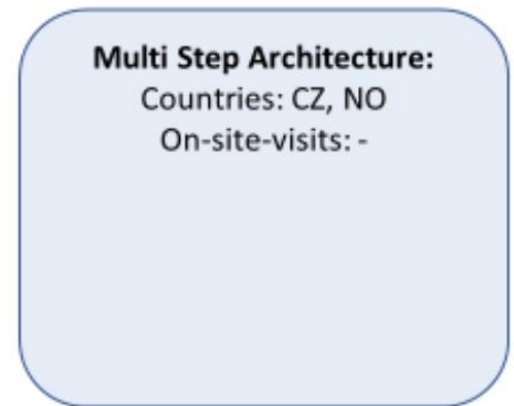 Multi Step Architecture:
Countries: CZ, NO
On-site-visits: -